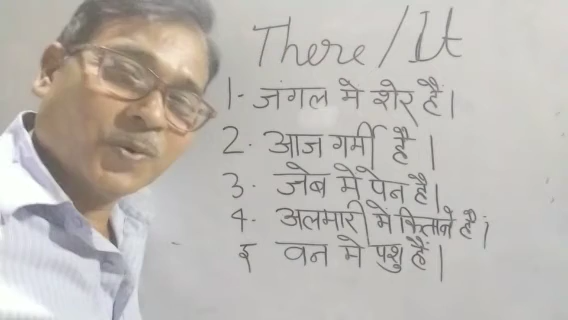 There/It
1- जंगल मे शेर हैं।
2. आज गर्मी है।
3. जेब मे पेन है।
4- अलमारी मे किताबे हैं।
5 वन मे पशु हैं।